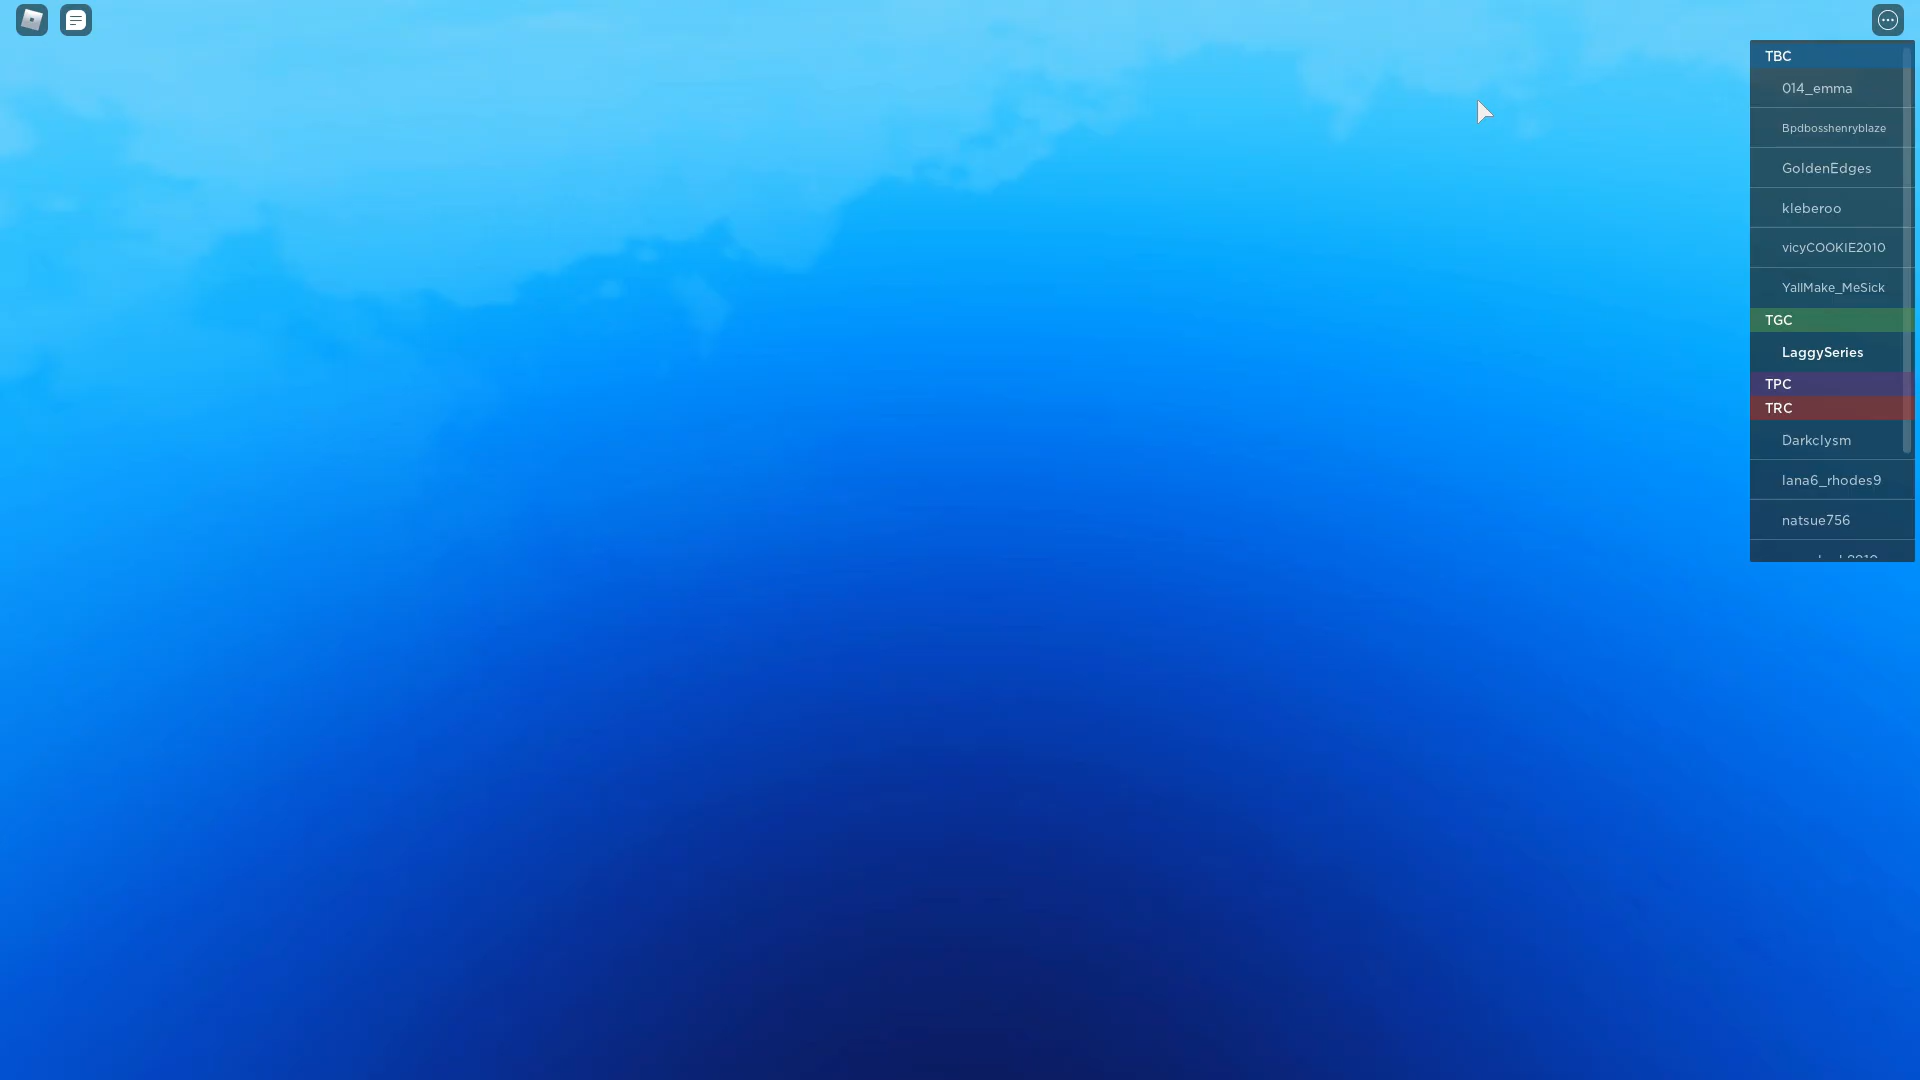 TBC
014_emma
Bpdbosshenryblaze
GoldenEdges
kleberoo
vicyCOOKIE2010
YallMake_MeSick
TGC
LaggySeries
TPC
TRC
Darkclysm
lana6_rhodes9
natsue756